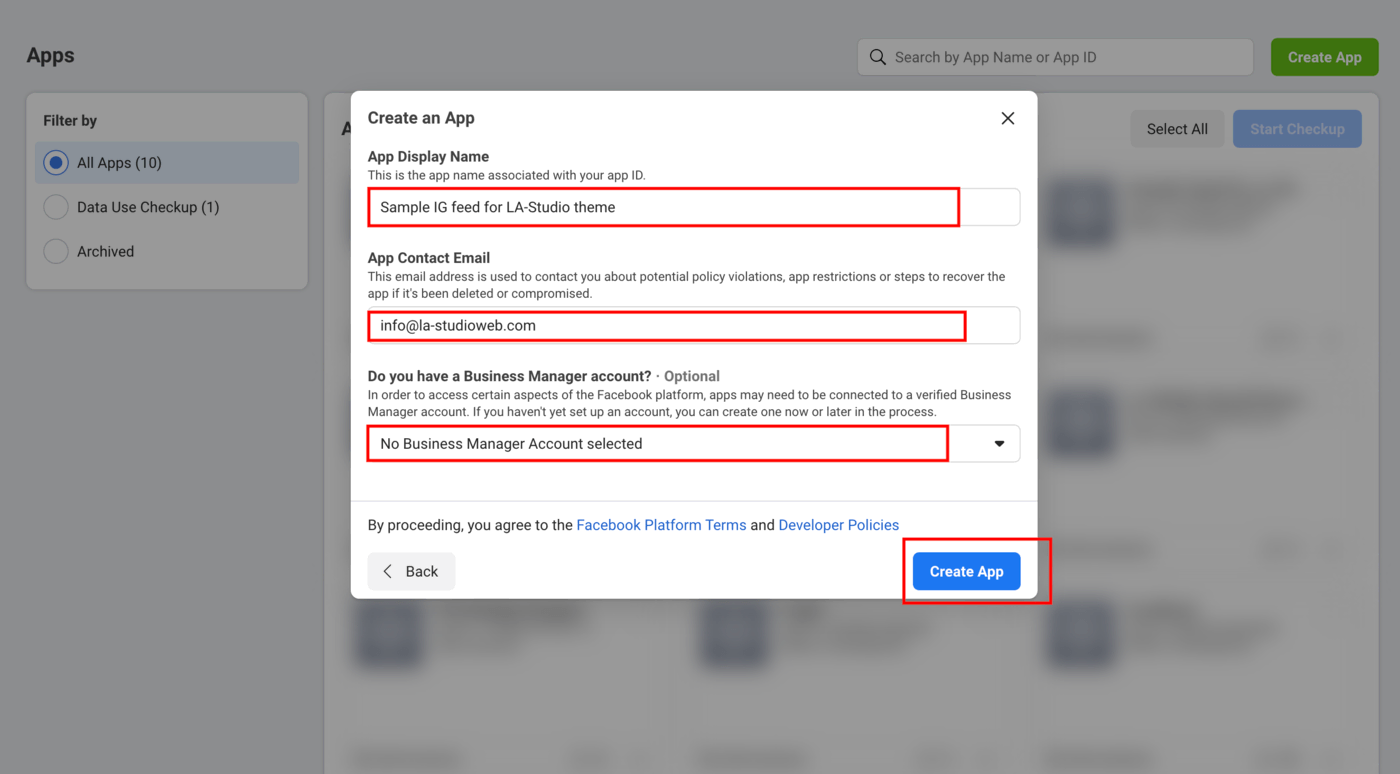 Apps
Search by App Name or App ID
Create App
Filter by
All Apps (10)
Data Use Checkup (1)
Archived
A
Select All
Start Checkup
Create an App
App Display Name
This is the app name associated with your app ID.
Sample IG feed for LA-Studio theme
App Contact Email
This email address is used to contact you about potential policy violations, app restrictions or steps to recover the
app if it's been deleted or compromised.
info@la-studioweb.com
Do you have a Business Manager account? · Optional
In order to access certain aspects of the Facebook platform, apps may need to be connected to a verified Business
Manager account. If you haven't yet set up an account, you can create one now or later in the process.
No Business Manager Account selected
By proceeding, you agree to the Facebook Platform Terms and Developer Policies
Back
Create App